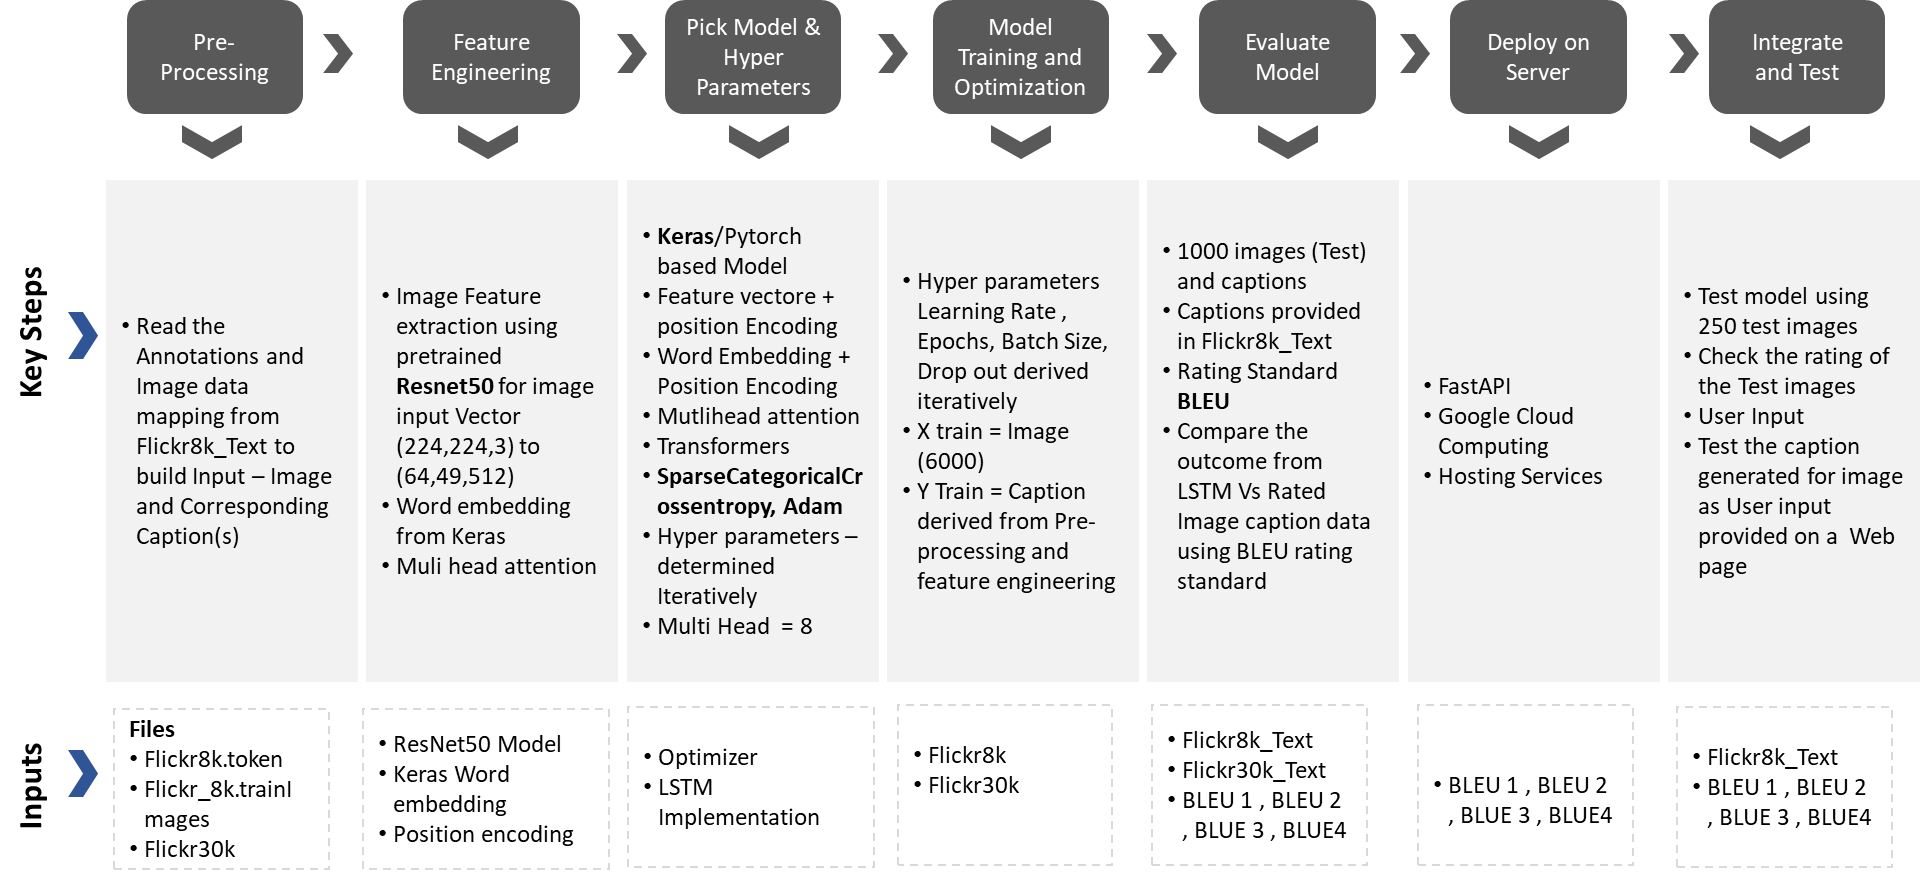 Pre-
Processing
Feature
Engineering
Pick Model &
Hyper
Parameters
Model
Training and
Optimization
Evaluate
Model
Deploy on
Server
Integrate
and Test
Key Steps
• Read the
Annotations and
Image data
mapping from
Flickr8k_Text to
build Input – Image
and Corresponding
Caption(s)
• Image Feature
extraction using
pretrained
Resnet50 for image
input Vector
(224,224,3) to
(64,49,512)
• Word embedding
from Keras
• Muli head attention
• Keras/Pytorch
based Model
• Feature vectore +
position Encoding
• Word Embedding +
Position Encoding
• Mutlihead attention
• Transformers
• SparseCategoricalCr
ossentropy, Adam
• Hyper parameters –
determined
Iteratively
• Multi Head = 8
• Hyper parameters
Learning Rate ,
Epochs, Batch Size,
Drop out derived
iteratively
• X train = Image
(6000)
• Y Train = Caption
derived from Pre-
processing and
feature engineering
• 1000 images (Test)
and captions
• Captions provided
in Flickr8k_Text
• Rating Standard
BLEU
• Compare the
outcome from
LSTM Vs Rated
Image caption data
using BLEU rating
standard
• FastAPI
• Google Cloud
Computing
• Hosting Services
• Test model using
250 test images
• Check the rating of
the Test images
• User Input
• Test the caption
generated for image
as User input
provided on a Web
page
Inputs
Files
• Flickr8k.token
• Flickr_8k.trainI
mages
• Flickr30k
• ResNet50 Model
• Keras Word
embedding
• Position encoding
• Optimizer
• LSTM
Implementation
• Flickr8k
• Flickr30k
• Flickr8k_Text
• Flickr30k_Text
• BLEU 1 , BLEU 2
, BLUE 3 , BLUE4
• BLEU 1 , BLEU 2
, BLUE 3 , BLUE4
• Flickr8k_Text
• BLEU 1 , BLEU 2
, BLUE 3 , BLUE4